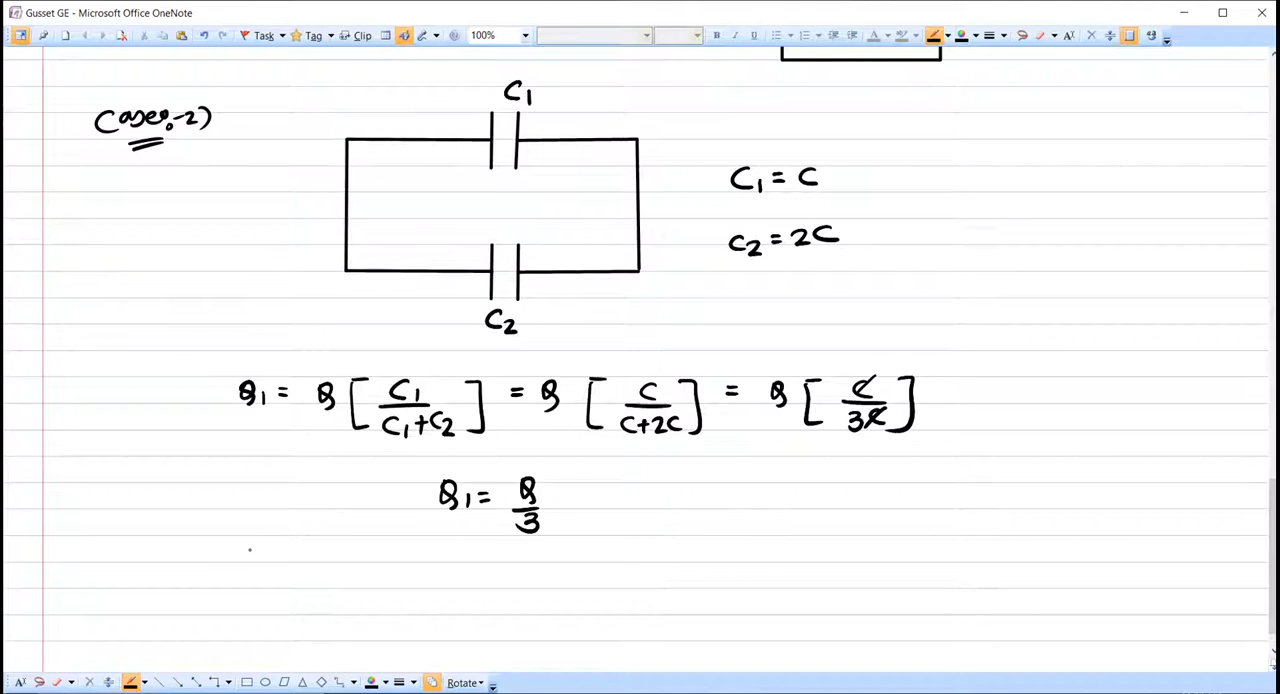 Gusset GE - Microsoft Office OneNote
Task Tag Clip 100%
C1
Case:-2)
C1 = C
C2 = 2C
C2
Q1 = Q [ C1 / C1+C2 ] = Q [ C / C+2C ] = Q [ C / 3C ]
Q1 = Q / 3
Rotate